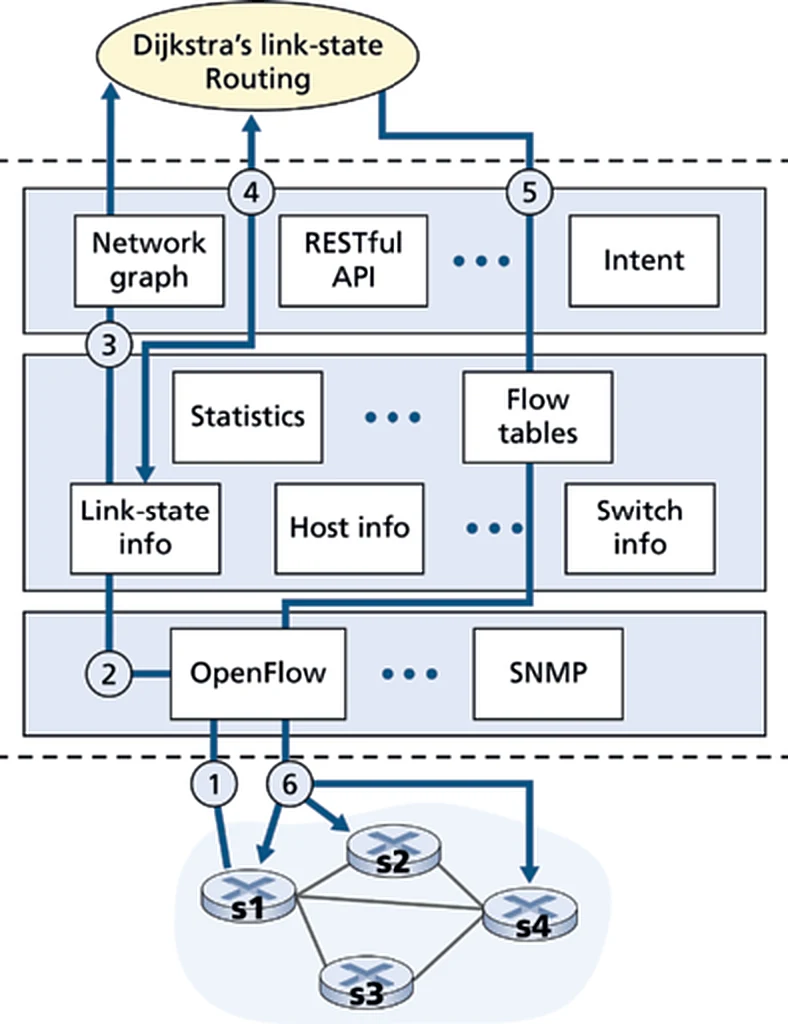 Dijkstra's link-state
Routing
4
5
Network
graph
RESTful
API
Intent
3
Statistics
Flow
tables
Link-state
info
Host info
Switch
info
2
OpenFlow
SNMP
1
6
s2
s1
s4
s3